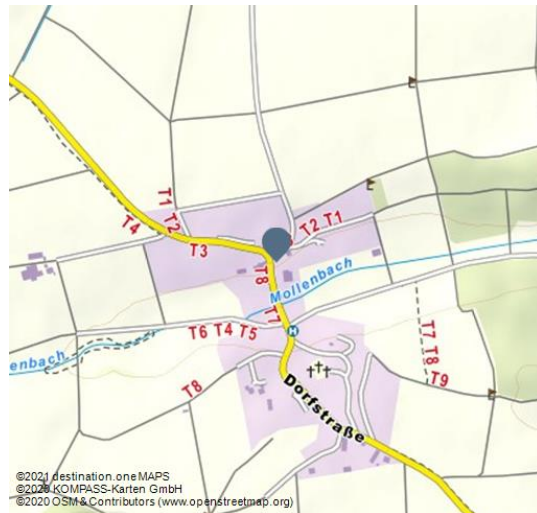 T1
T2
T4
T3
T2 T1
T8
Mollenbach
T7
T6 T4 T5
enbach
H
T7
T8
T9
T8
Dorfstraße
©2021 destination.one MAPS
©2020 KOMPASS-Karten GmbH
©2020 OSM & Contributors (www.openstreetmap.org)